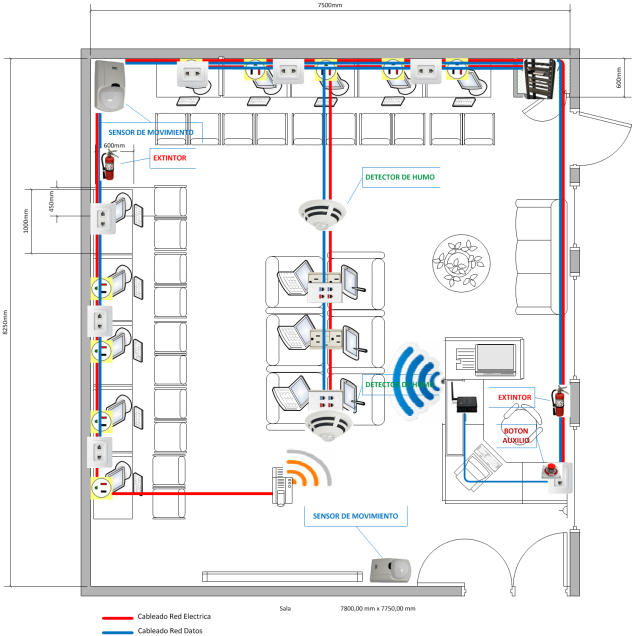 7500mm
600mm
SENSOR DE MOVIMIENTO
600mm
EXTINTOR
DETECTOR DE HUMO
450mm
1000mm
8250mm
DETECTOR DE HUMO
EXTINTOR
BOTON
AUXILIO
SENSOR DE MOVIMIENTO
Sala
7800,00 mm x 7750,00 mm
Cableado Red Electrica
Cableado Red Datos